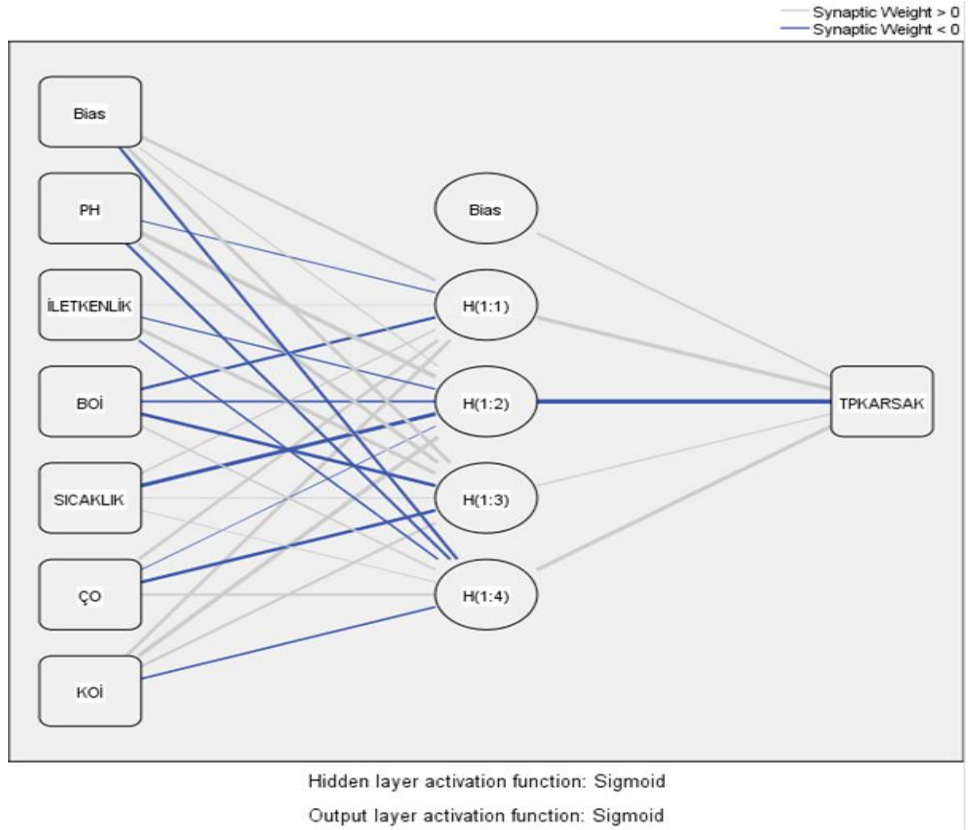 Synaptic Weight > 0
Synaptic Weight < 0
Bias
PH
İLETKENLİK
BOİ
SICAKLIK
ÇO
KOİ
Bias
H(1:1)
H(1:2)
H(1:3)
H(1:4)
TPKARSAK
Hidden layer activation function: Sigmoid
Output layer activation function: Sigmoid